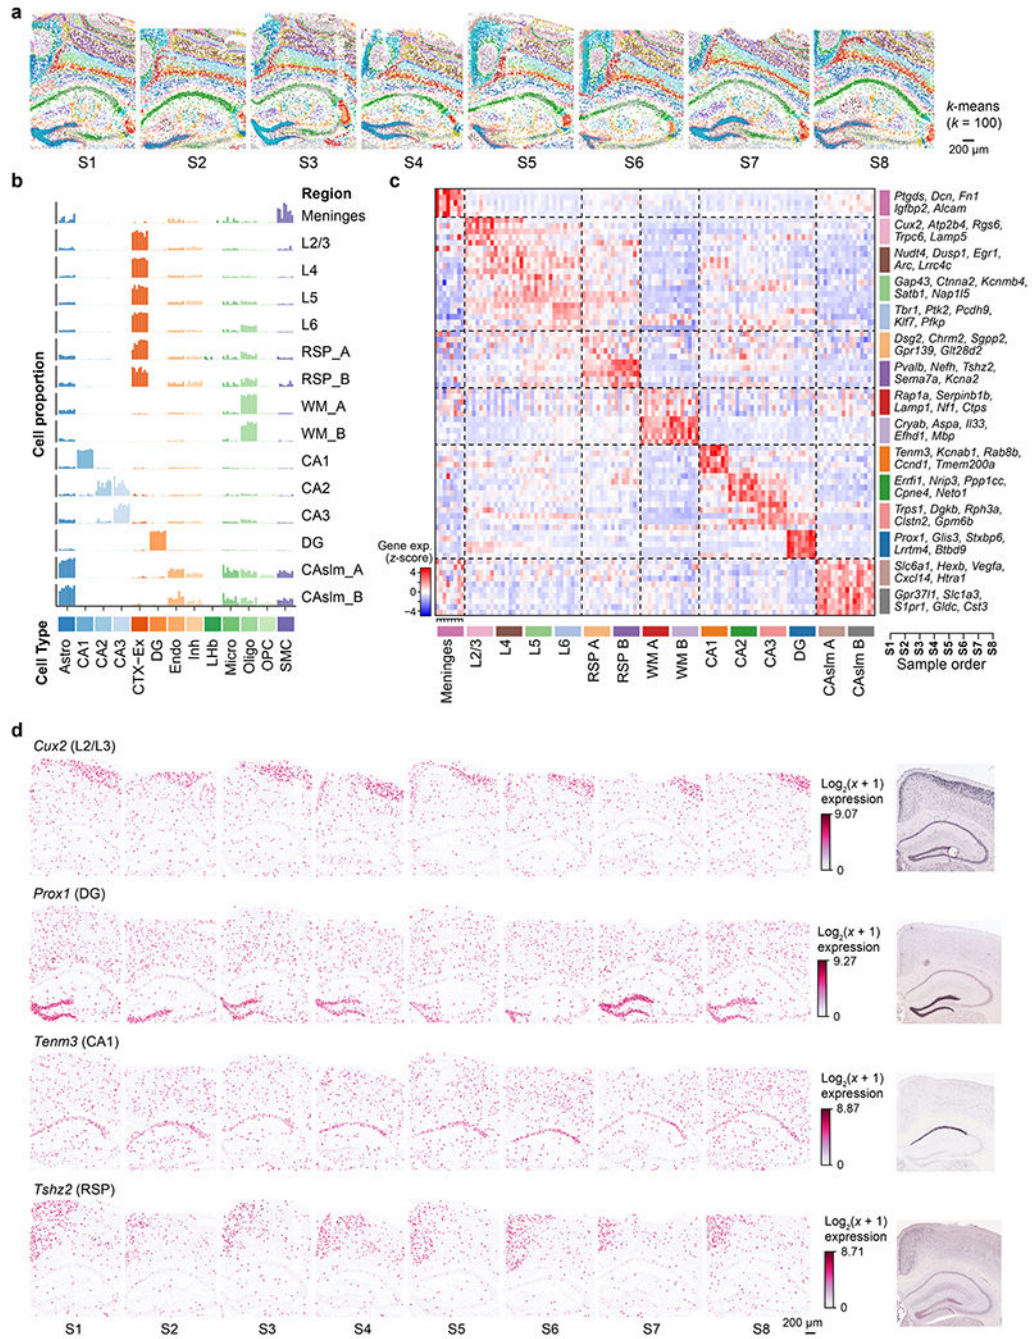 a
k-means
(k = 100)
200 µm
S1 S2 S3 S4 S5 S6 S7 S8
b
Region
Meninges
L2/3
L4
L5
L6
RSP_A
RSP_B
WM_A
WM_B
CA1
CA2
CA3
DG
CAslm_A
CAslm_B
Cell proportion
Cell Type
Astro
CA1
CA2
CA3
CTX-Ex
DG
Endo
Inh
LHb
Micro
Oligo
OPC
SMC
c
Ptgds, Dcn, Fn1
Igfbp2, Alcam
Cux2, Atp2b4, Rgs6,
Trpc6, Lamp5
Nudt4, Dusp1, Egr1,
Arc, Lrrc4c
Gap43, Ctnna2, Kcnmb4,
Satb1, Nap1l5
Tbr1, Ptk2, Pcdh9,
Klf7, Pfkp
Dsg2, Chrm2, Sgpp2,
Gpr139, Glt28d2
Pvalb, Nefh, Tshz2,
Sema7a, Kcna2
Rap1a, Serpinb1b,
Lamp1, Nf1, Ctps
Cryab, Aspa, Il33,
Efhd1, Mbp
Tenm3, Kcnab1, Rab8b,
Ccnd1, Tmem200a
Errfi1, Nrip3, Ppp1cc,
Cpne4, Neto1
Trps1, Dgkb, Rph3a,
Clstn2, Gpm6b
Prox1, Glis3, Stxbp6,
Lrrtm4, Btbd9
Slc6a1, Hexb, Vegfa,
Cxcl14, Htra1
Gpr37l1, Slc1a3,
S1pr1, Gldc, Cst3
Gene exp.
(z-score)
4
0
−4
Meninges
L2/3
L4
L5
L6
RSP A
RSP B
WM A
WM B
CA1
CA2
CA3
DG
CAslm A
CAslm B
S1 S2 S3 S4 S5 S6 S7 S8
Sample order
d
Cux2 (L2/L3)
Log2(x + 1)
expression
9.07
0
Prox1 (DG)
Log2(x + 1)
expression
9.27
0
Tenm3 (CA1)
Log2(x + 1)
expression
8.87
0
Tshz2 (RSP)
Log2(x + 1)
expression
8.71
0
200 µm
S1 S2 S3 S4 S5 S6 S7 S8